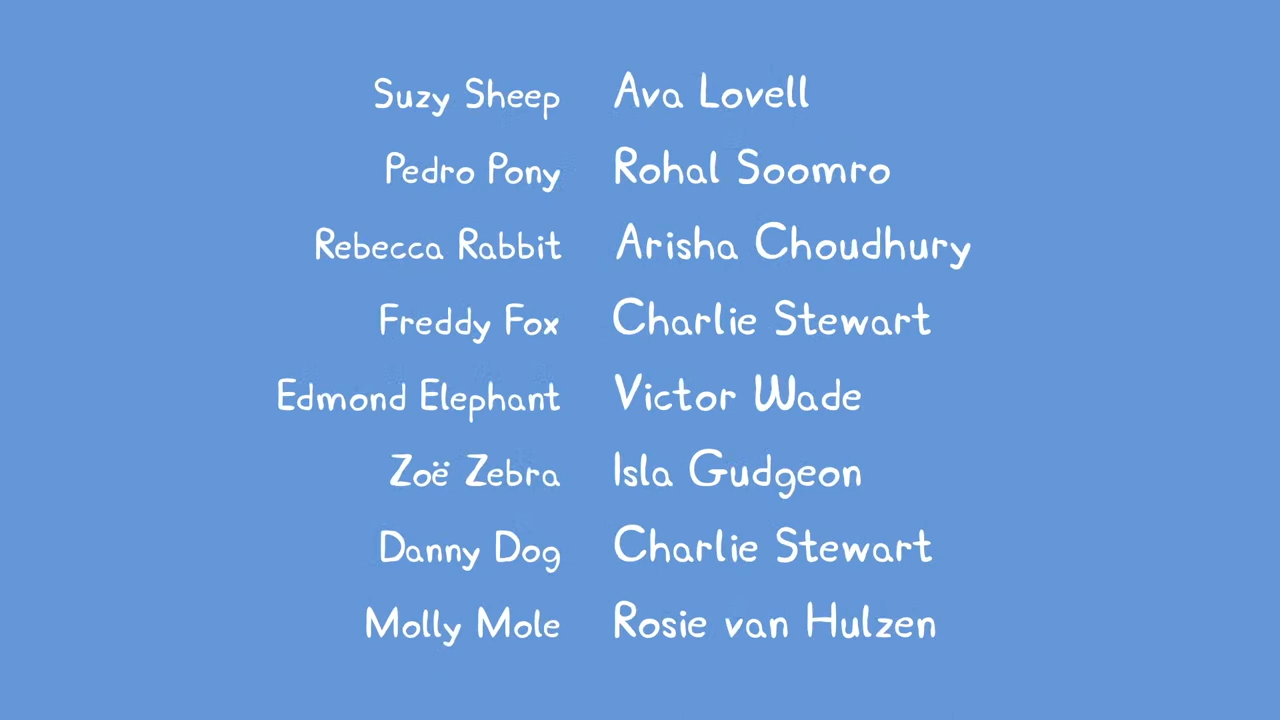 Suzy Sheep Ava Lovell
Pedro Pony Rohal Soomro
Rebecca Rabbit Arisha Choudhury
Freddy Fox Charlie Stewart
Edmond Elephant Victor Wade
Zoë Zebra Isla Gudgeon
Danny Dog Charlie Stewart
Molly Mole Rosie van Hulzen